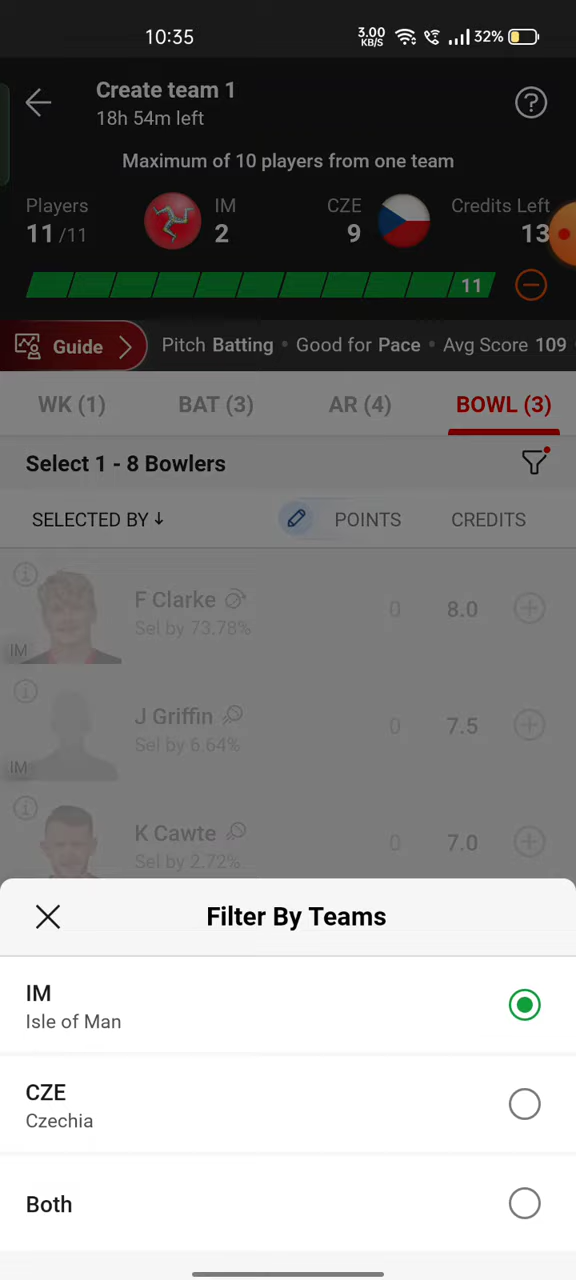 10:35 3.00 KB/S 32%
Create team 1
18h 54m left
Maximum of 10 players from one team
Players IM CZE Credits Left
11/11 2 9 13
11
Guide Pitch Batting • Good for Pace • Avg Score 109
WK (1) BAT (3) AR (4) BOWL (3)
Select 1 - 8 Bowlers
SELECTED BY ↓ POINTS CREDITS
F Clarke 0 8.0
Sel by 73.78%
IM
J Griffin 0 7.5
Sel by 6.64%
IM
K Cawte 0 7.0
Sel by 2.72%
Filter By Teams
IM
Isle of Man
CZE
Czechia
Both